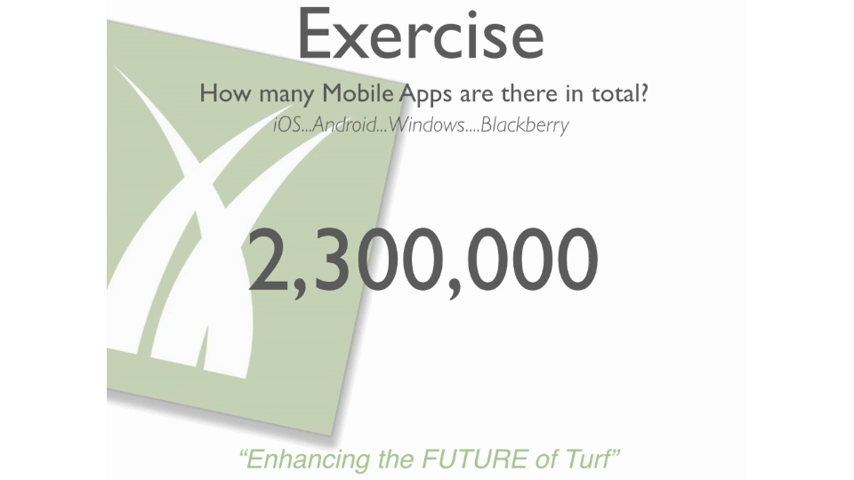 Exercise
How many Mobile Apps are there in total?
iOS...Android...Windows....Blackberry
2,300,000
“Enhancing the FUTURE of Turf”